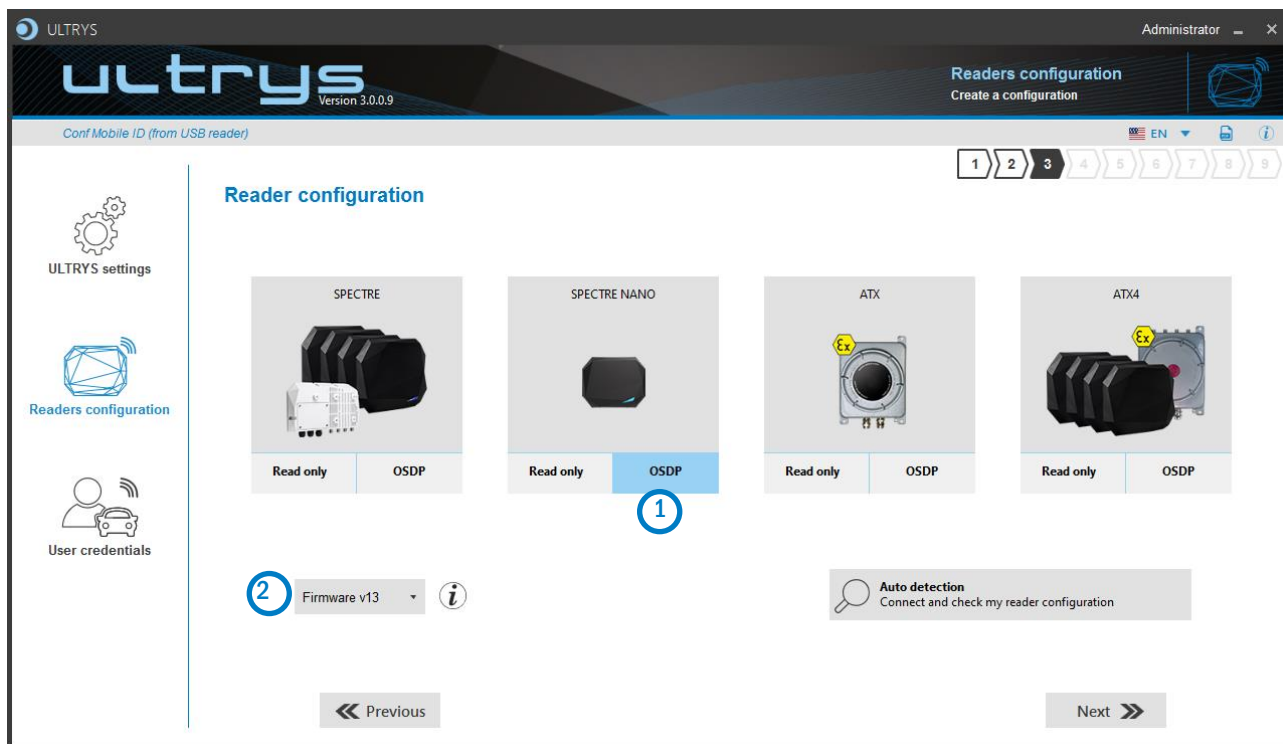 ULTRYS
Administrator
ultrys
Version 3.0.0.9
Readers configuration
Create a configuration
Conf Mobile ID (from USB reader)
EN
1 2 3 4 5 6 7 8 9
Reader configuration
ULTRYS settings
Readers configuration
User credentials
SPECTRE
SPECTRE NANO
ATX
ATX4
Ex
Ex
Read only OSDP
Read only OSDP
Read only OSDP
Read only OSDP
1
2
Firmware v13
i
Auto detection
Connect and check my reader configuration
Previous
Next